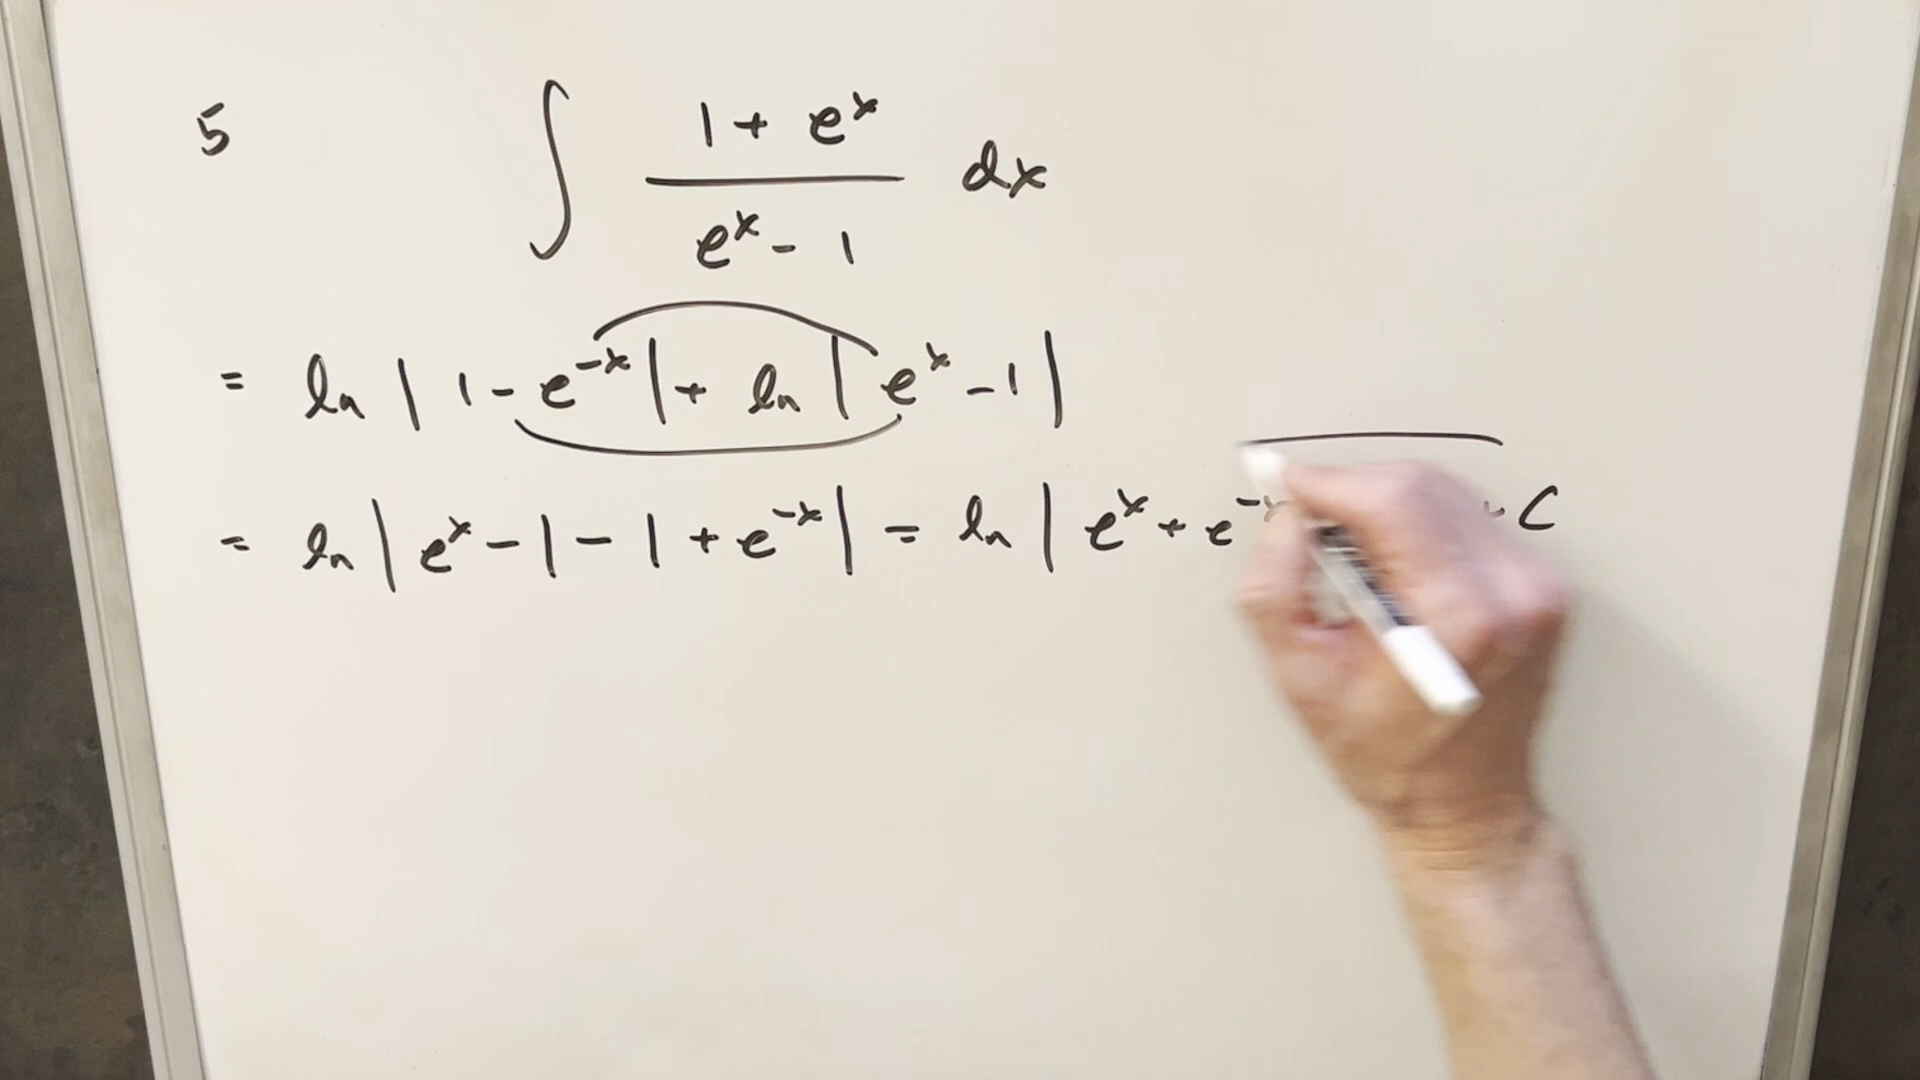 5 ∫ (1 + e^x)/(e^x - 1) dx
= ln |1 - e^-x| + ln |e^x - 1|
= ln |e^x - 1 - 1 + e^-x| = ln |e^x + e^-x C